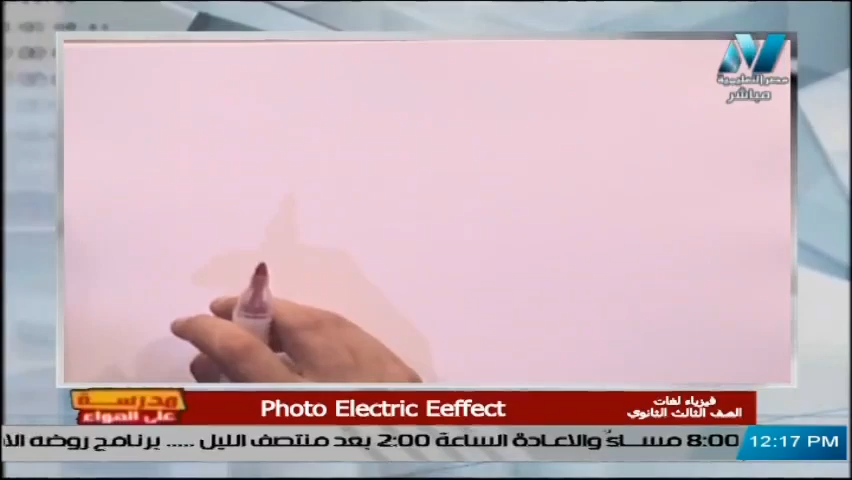 مصر التعليمية
مباشر
مدرسة
على الهواء
Photo Electric Eeffect
فيزياء لغات
الصف الثالث الثانوي
8:00 مساءً والاعادة الساعة 2:00 بعد منتصف الليل ..... برنامج روضه الا
12:17 PM